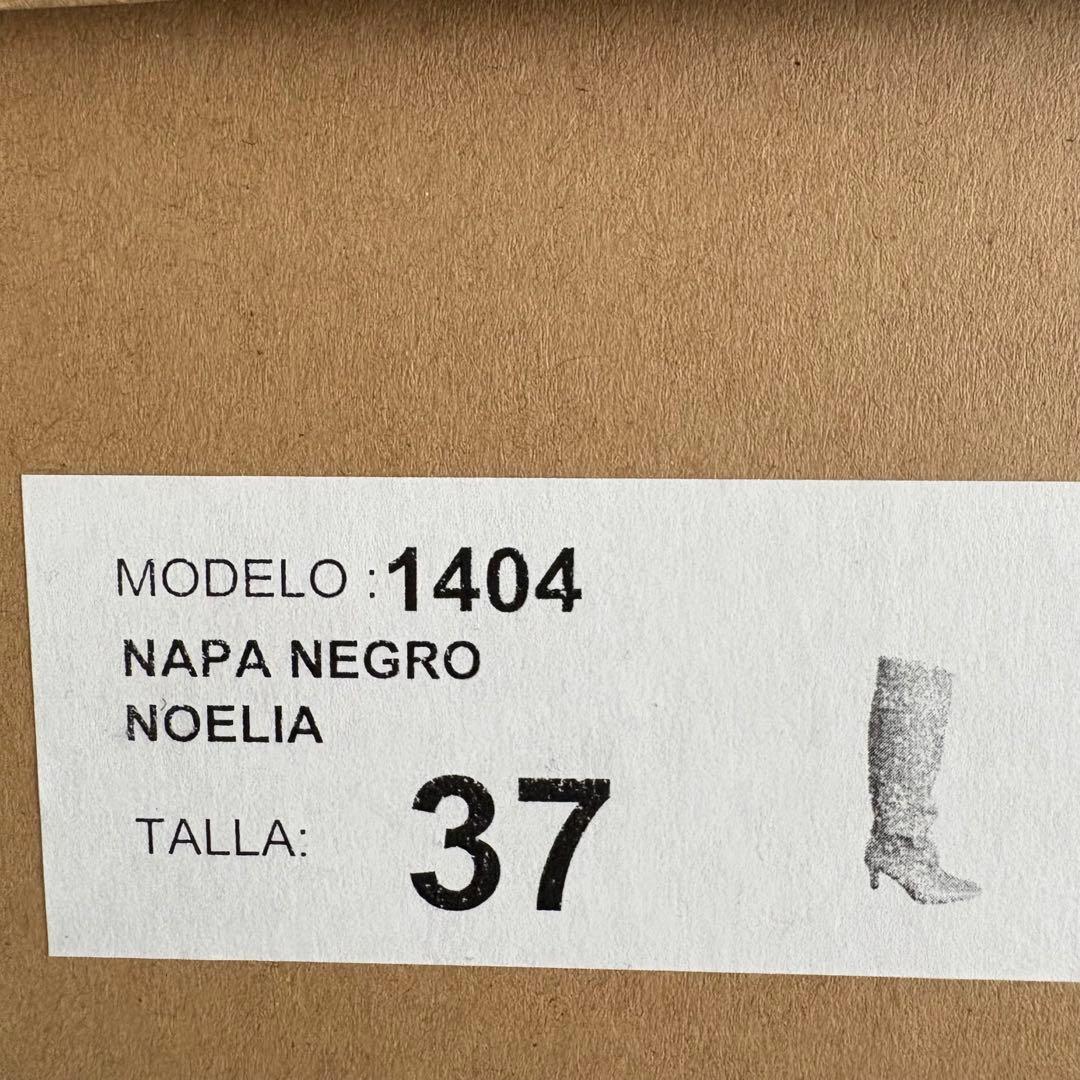 MODELO : 1404
NAPA NEGRO
NOELIA
TALLA: 37